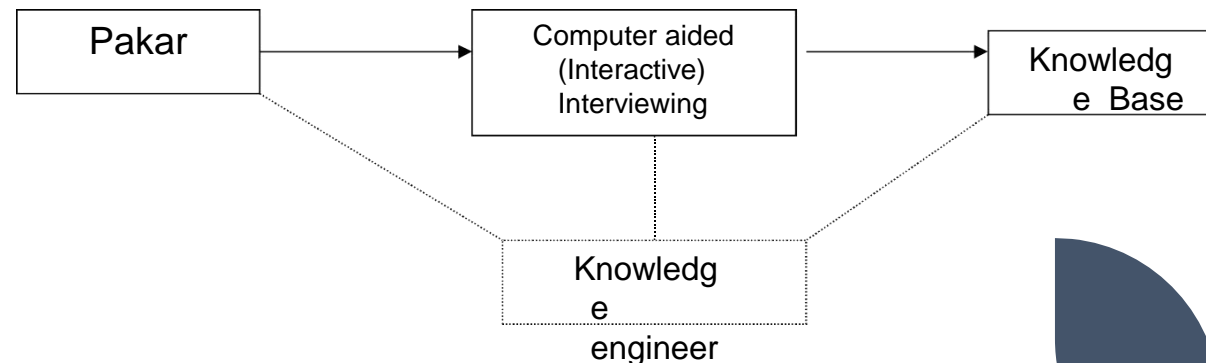 Pakar
Computer aided
(Interactive)
Interviewing
Knowledg
e Base
Knowledg
e
engineer